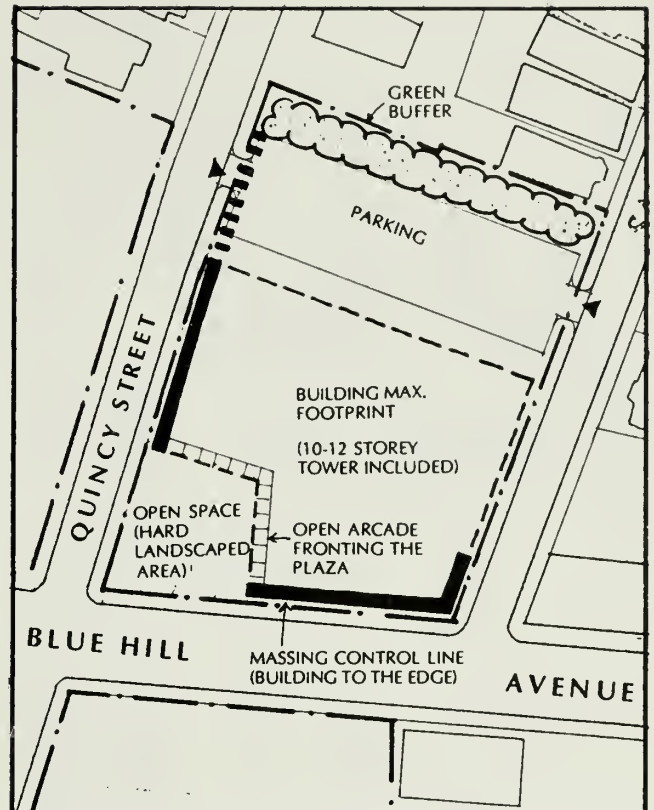 GREEN
BUFFER
PARKING
QUINCY STREET
BUILDING MAX.
FOOTPRINT
(10-12 STOREY
TOWER INCLUDED)
OPEN SPACE
(HARD
LANDSCAPED
AREA)
OPEN ARCADE
FRONTING THE
PLAZA
BLUE HILL AVENUE
MASSING CONTROL LINE
(BUILDING TO THE EDGE)